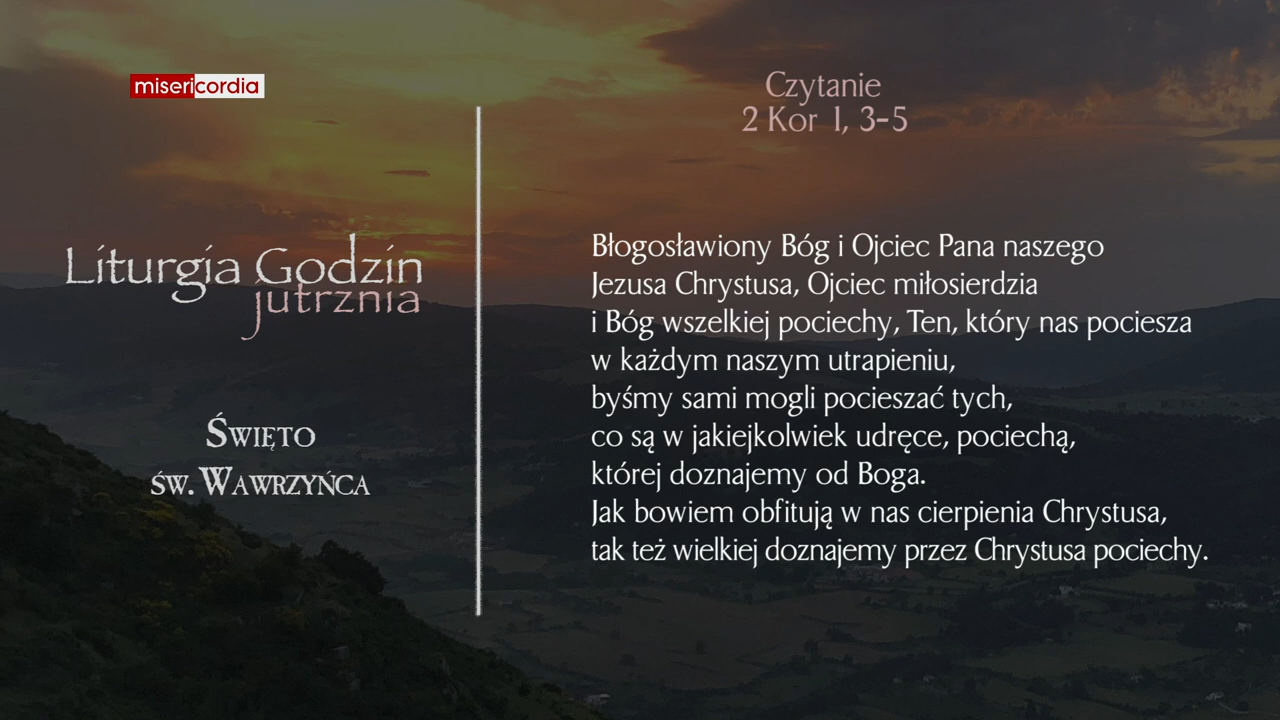 misericordia
Liturgia Godzin
jutrznia
Święto
św. Wawrzyńca
Czytanie
2 Kor 1, 3-5
Błogosławiony Bóg i Ojciec Pana naszego
Jezusa Chrystusa, Ojciec miłosierdzia
i Bóg wszelkiej pociechy, Ten, który nas pociesza
w każdym naszym utrapieniu,
byśmy sami mogli pocieszać tych,
co są w jakiejkolwiek udręce, pociechą,
której doznajemy od Boga.
Jak bowiem obfitują w nas cierpienia Chrystusa,
tak też wielkiej doznajemy przez Chrystusa pociechy.